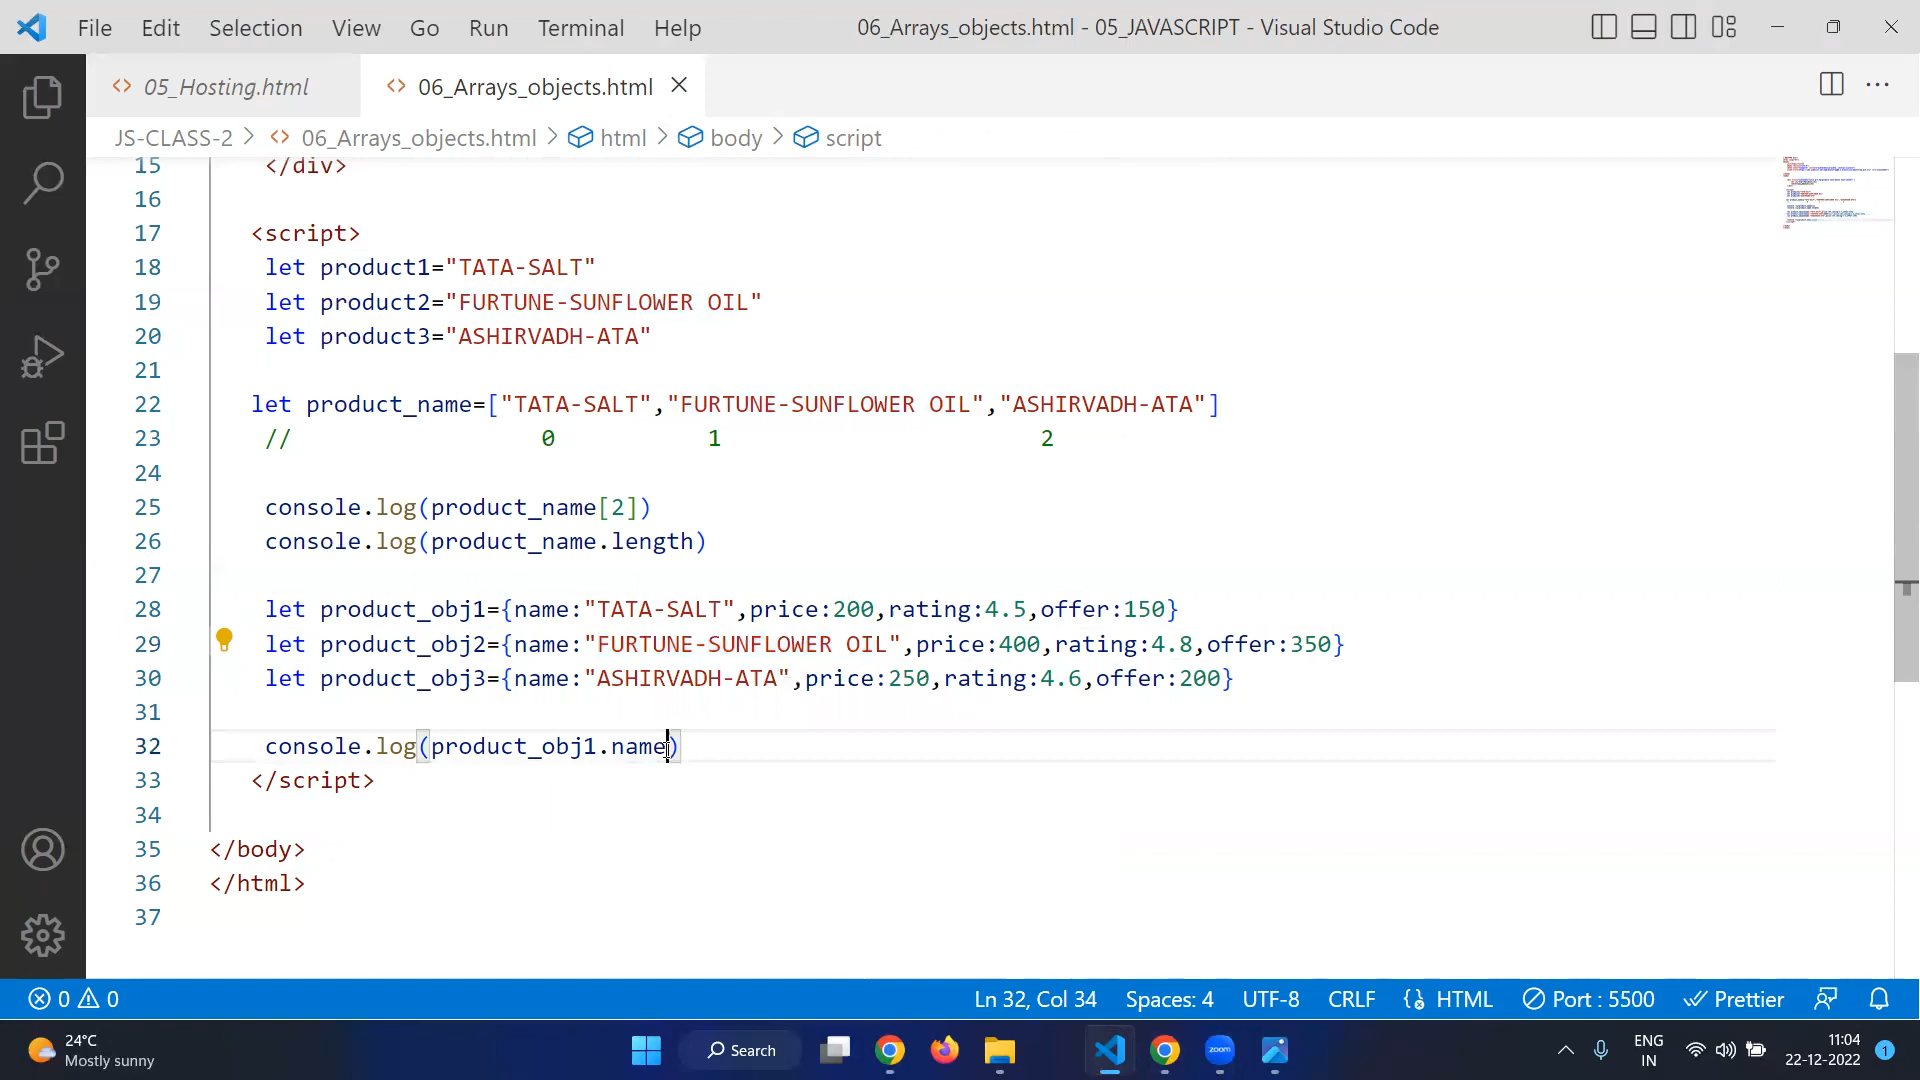 File Edit Selection View Go Run Terminal Help 06_Arrays_objects.html - 05_JAVASCRIPT - Visual Studio Code
05_Hosting.html 06_Arrays_objects.html
JS-CLASS-2 > 06_Arrays_objects.html > html > body > script
15 </div>
16
17 <script>
18 let product1="TATA-SALT"
19 let product2="FURTUNE-SUNFLOWER OIL"
20 let product3="ASHIRVADH-ATA"
21
22 let product_name=["TATA-SALT","FURTUNE-SUNFLOWER OIL","ASHIRVADH-ATA"]
23 // 0 1 2
24
25 console.log(product_name[2])
26 console.log(product_name.length)
27
28 let product_obj1={name:"TATA-SALT",price:200,rating:4.5,offer:150}
29 let product_obj2={name:"FURTUNE-SUNFLOWER OIL",price:400,rating:4.8,offer:350}
30 let product_obj3={name:"ASHIRVADH-ATA",price:250,rating:4.6,offer:200}
31
32 console.log(product_obj1.name)
33 </script>
34
35 </body>
36 </html>
37
0 0 Ln 32, Col 34 Spaces: 4 UTF-8 CRLF HTML Port : 5500 Prettier
24°C
Mostly sunny
Search
zoom
ENG
IN
11:04
22-12-2022
1